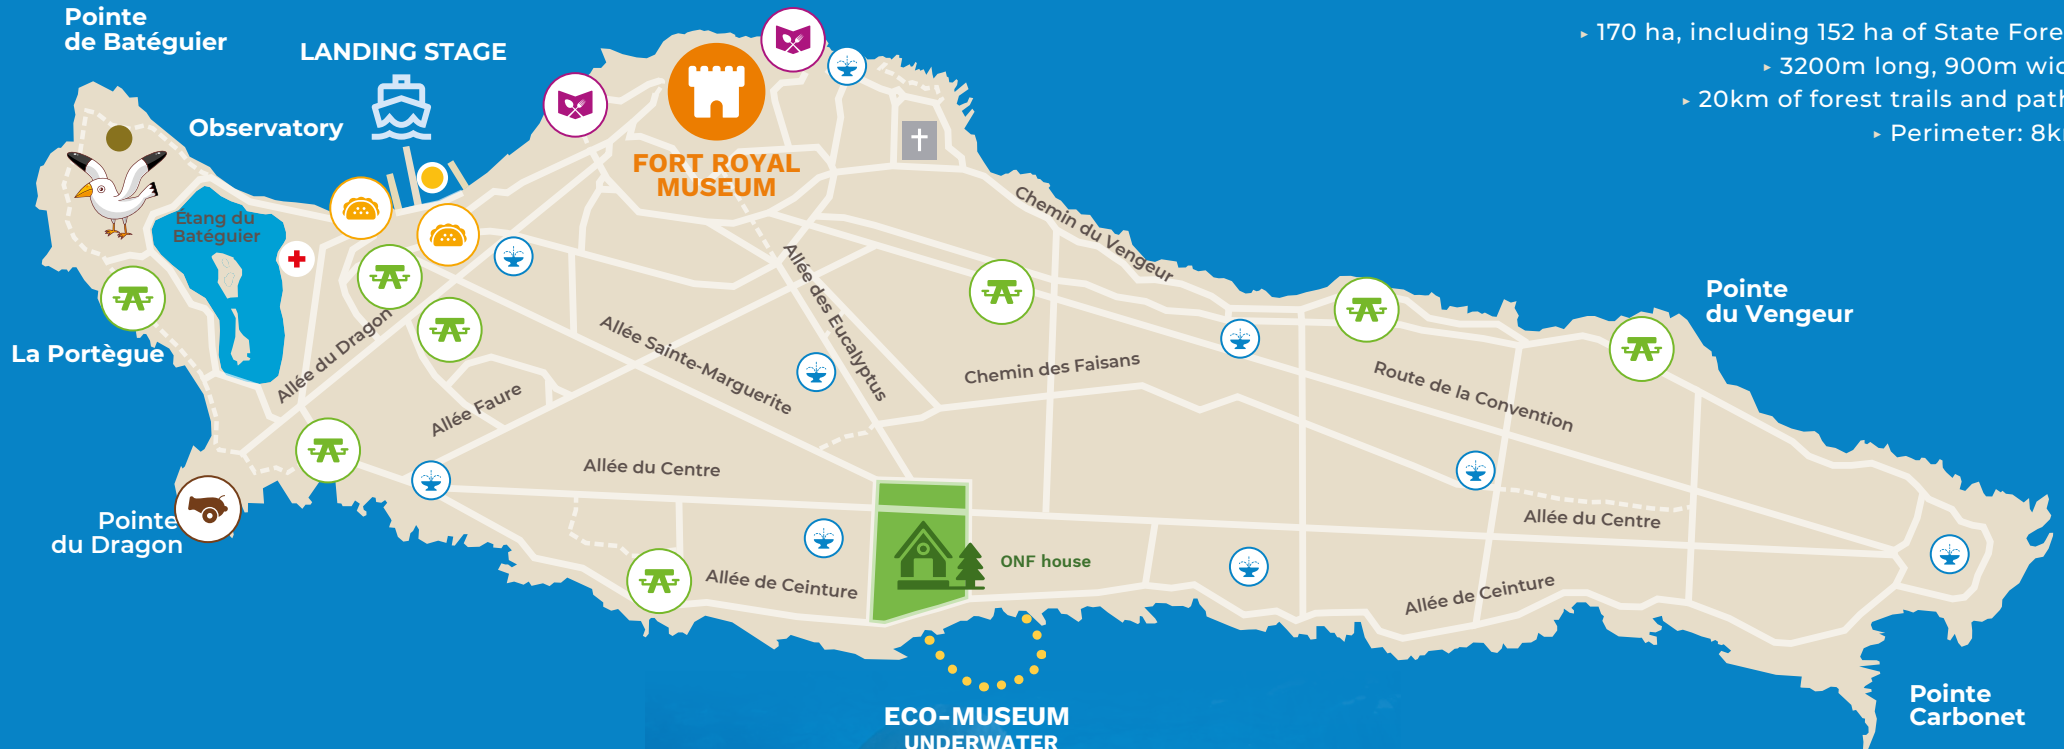 Pointe
de Batéguier
LANDING STAGE
Observatory
▸ 170 ha, including 152 ha of State Fore
▸ 3200m long, 900m wid
▸ 20km of forest trails and path
▸ Perimeter: 8k
FORT ROYAL
MUSEUM
Étang du
Batéguier
Chemin du Vengeur
Allée des Eucalyptus
Pointe
du Vengeur
La Portègue
Allée du Dragon
Allée Sainte-Marguerite
Allée Faure
Chemin des Faisans
Route de la Convention
Allée du Centre
Allée du Centre
Pointe
du Dragon
ONF house
Allée de Ceinture
Allée de Ceinture
Pointe
Carbonet
ECO-MUSEUM
UNDERWATER